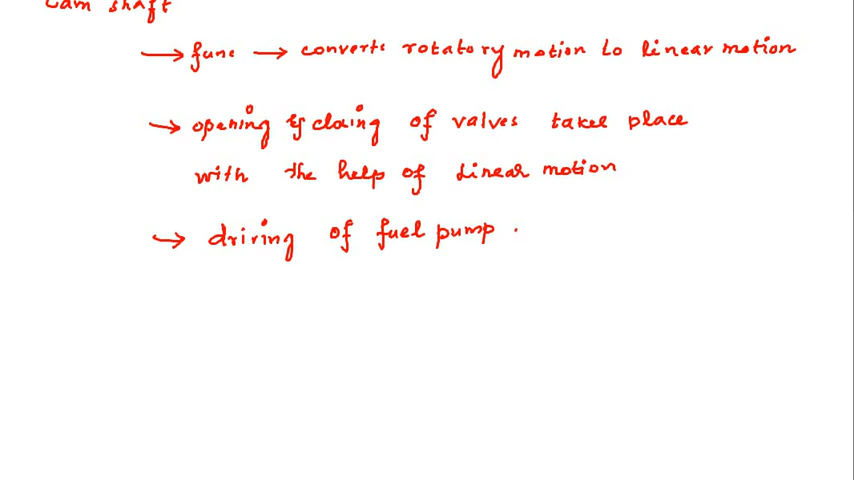 Cam shaft
→ func → converts rotatory motion to linear motion
→ opening & closing of valves takes place
with the help of linear motion
→ driving of fuel pump.